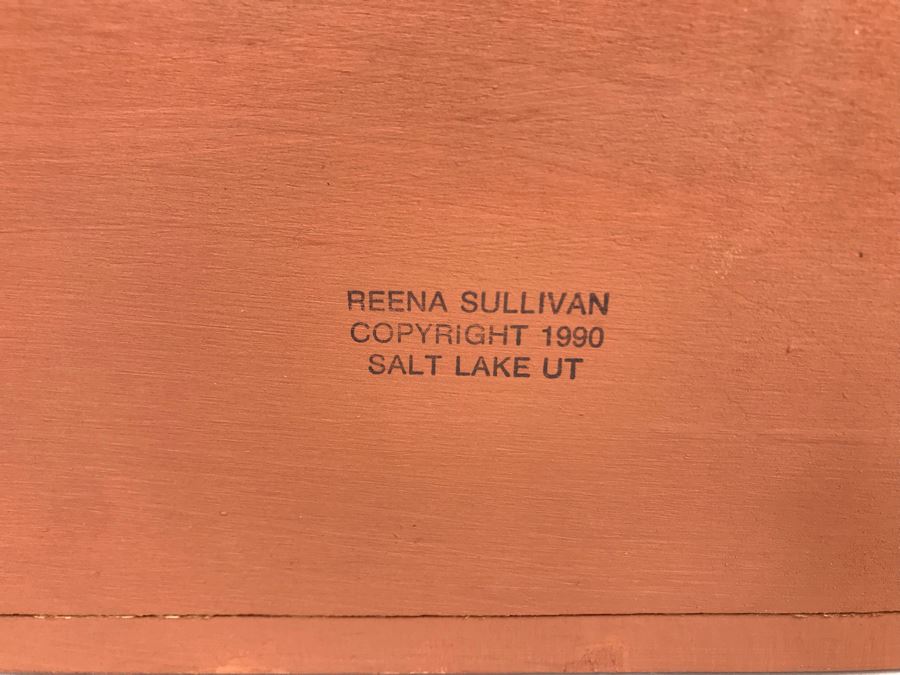 REENA SULLIVAN
COPYRIGHT 1990
SALT LAKE UT